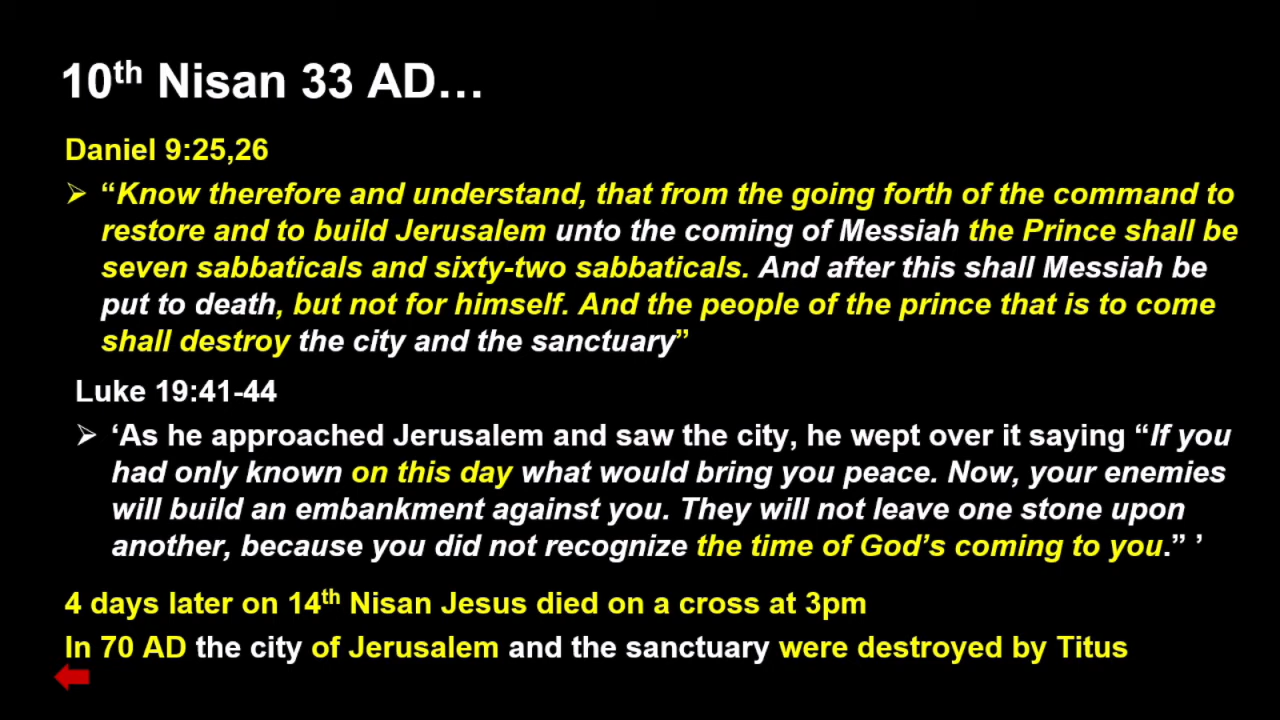 10th Nisan 33 AD…
Daniel 9:25,26
➢ “Know therefore and understand, that from the going forth of the command to
restore and to build Jerusalem unto the coming of Messiah the Prince shall be
seven sabbaticals and sixty-two sabbaticals. And after this shall Messiah be
put to death, but not for himself. And the people of the prince that is to come
shall destroy the city and the sanctuary”
Luke 19:41-44
➢ ‘As he approached Jerusalem and saw the city, he wept over it saying “If you
had only known on this day what would bring you peace. Now, your enemies
will build an embankment against you. They will not leave one stone upon
another, because you did not recognize the time of God’s coming to you.” ’
4 days later on 14th Nisan Jesus died on a cross at 3pm
In 70 AD the city of Jerusalem and the sanctuary were destroyed by Titus